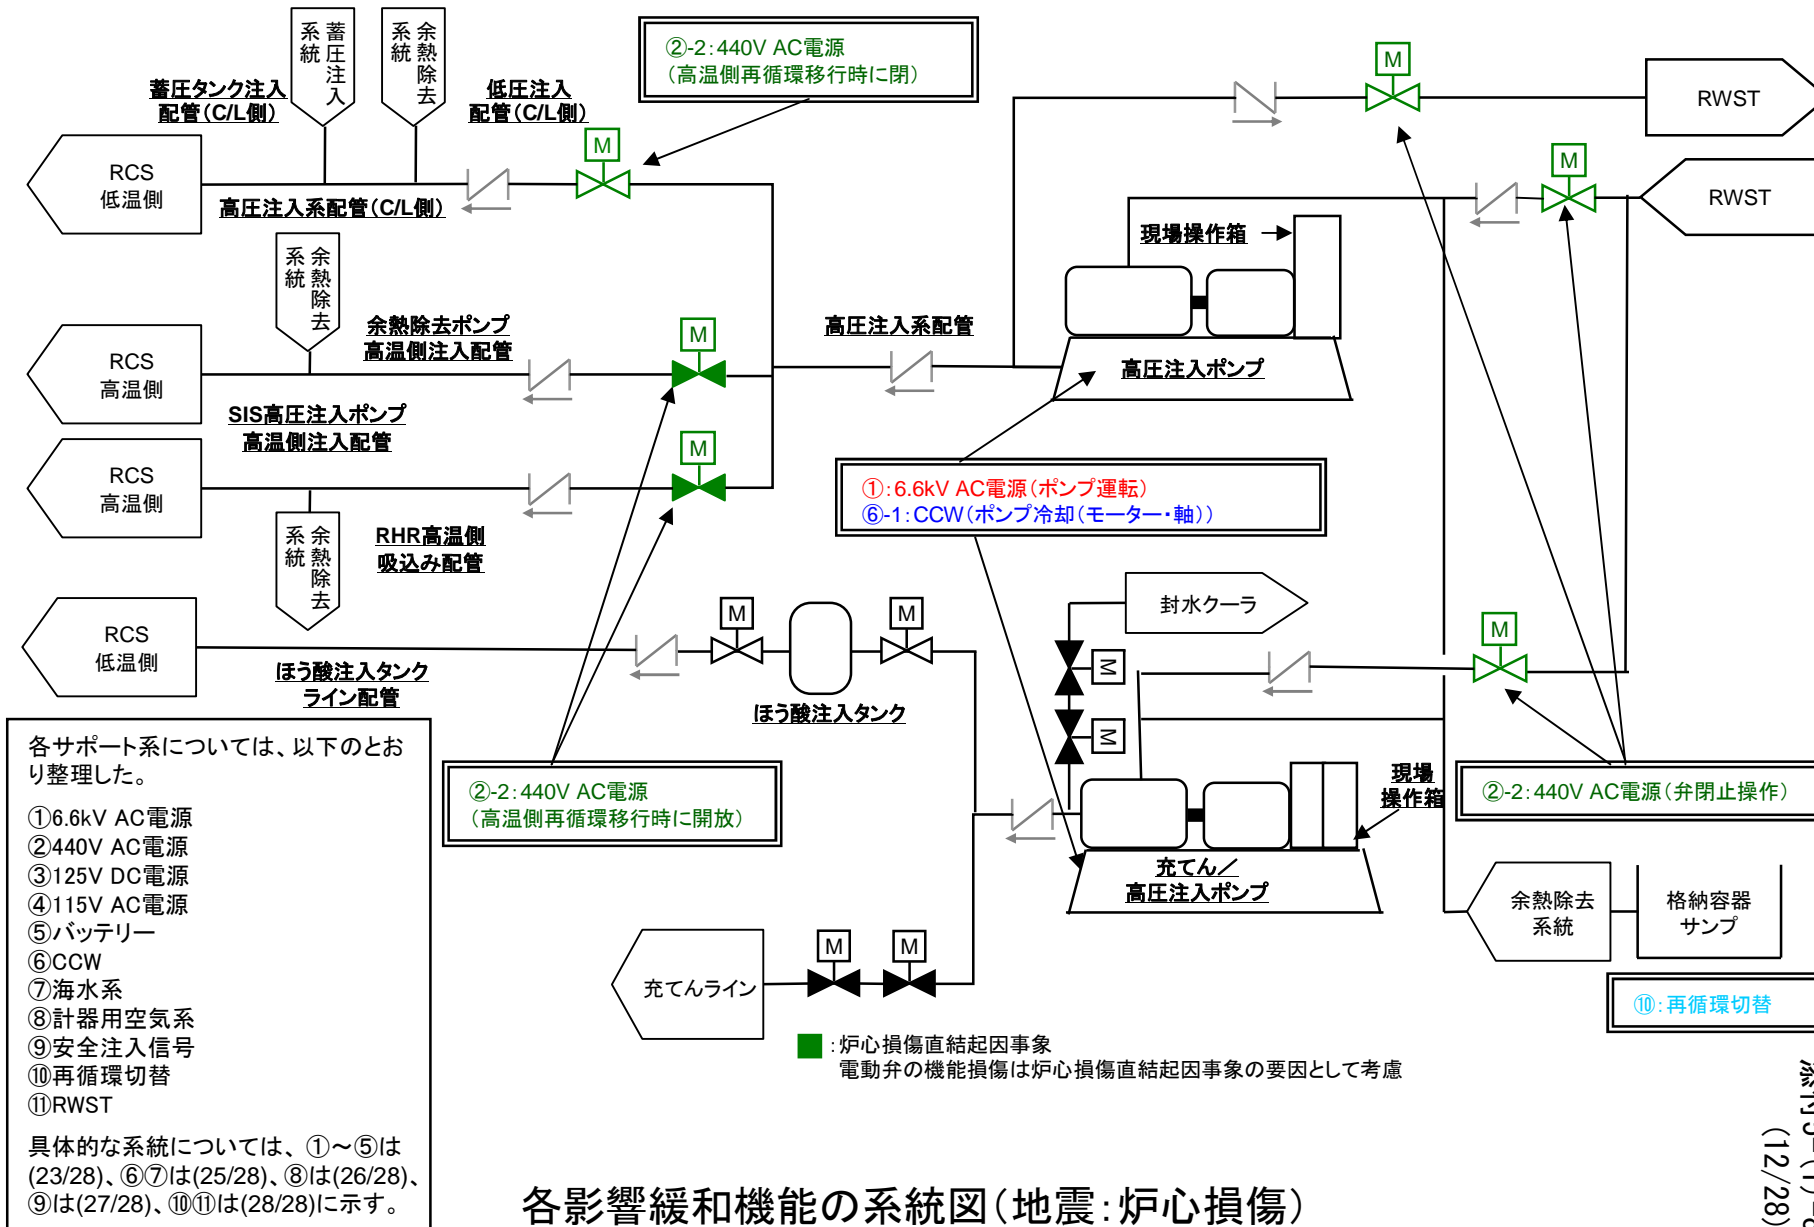 蓄圧注入
系統
余熱除去
系統
②-2：440V AC電源
（高温側再循環移行時に閉）
蓄圧タンク注入
配管（C/L側）
低圧注入
配管（C/L側）
M
M
RWST
RCS
低温側
高圧注入系配管（C/L側）
M
RWST
現場操作箱
余熱除去
系統
余熱除去ポンプ
高温側注入配管
M
高圧注入系配管
RCS
高温側
高圧注入ポンプ
SIS高圧注入ポンプ
高温側注入配管
M
RCS
高温側
①：6.6kV AC電源（ポンプ運転）
⑥-1：CCW（ポンプ冷却（モーター・軸））
余熱除去
系統
RHR高温側
吸込み配管
封水クーラ
M
M
M
RCS
低温側
M
ほう酸注入タンク
ライン配管
ほう酸注入タンク
M
各サポート系については、以下のとお
り整理した。
①6.6kV AC電源
②440V AC電源
③125V DC電源
④115V AC電源
⑤バッテリー
⑥CCW
⑦海水系
⑧計器用空気系
⑨安全注入信号
⑩再循環切替
⑪RWST
具体的な系統については、①～⑤は
(23/28)、⑥⑦は(25/28)、⑧は(26/28)、
⑨は(27/28)、⑩⑪は(28/28)に示す。
②-2：440V AC電源
（高温側再循環移行時に開放）
現場
操作箱
②-2：440V AC電源（弁閉止操作）
充てん／
高圧注入ポンプ
余熱除去
系統
格納容器
サンプ
M
M
充てんライン
⑩：再循環切替
：炉心損傷直結起因事象
電動弁の機能損傷は炉心損傷直結起因事象の要因として考慮
(12/28)
各影響緩和機能の系統図（地震：炉心損傷）